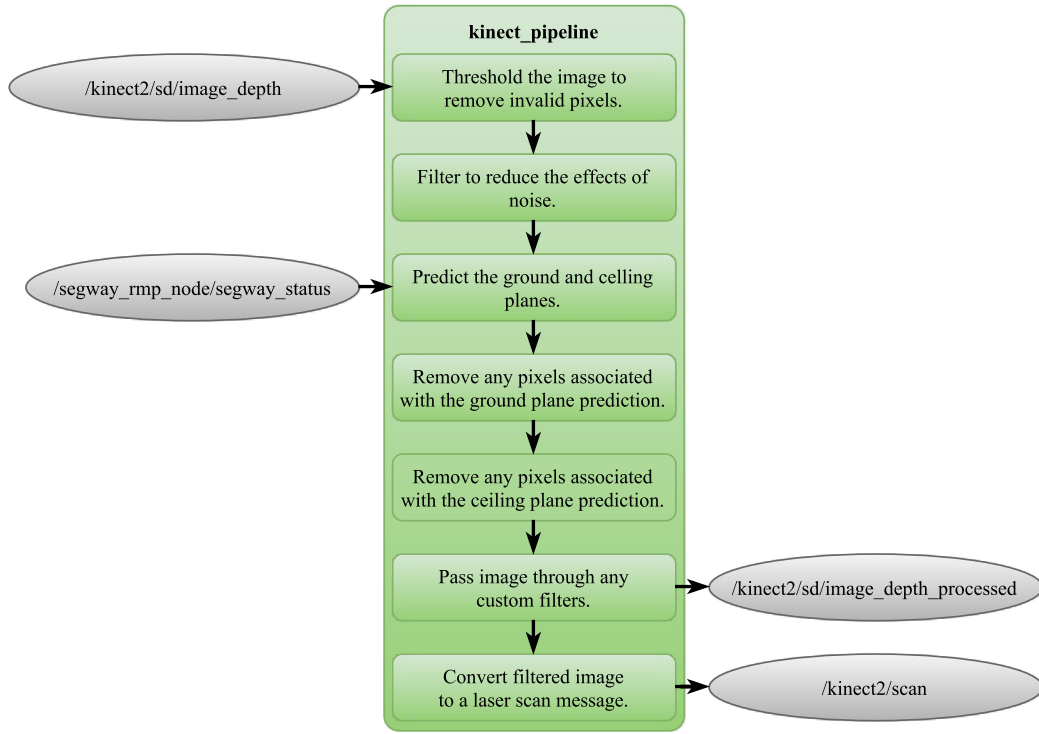 kinect_pipeline
/kinect2/sd/image_depth
Threshold the image to
remove invalid pixels.
Filter to reduce the effects of
noise.
/segway_rmp_node/segway_status
Predict the ground and celling
planes.
Remove any pixels associated
with the ground plane prediction.
Remove any pixels associated
with the ceiling plane prediction.
Pass image through any
custom filters.
/kinect2/sd/image_depth_processed
Convert filtered image
to a laser scan message.
/kinect2/scan